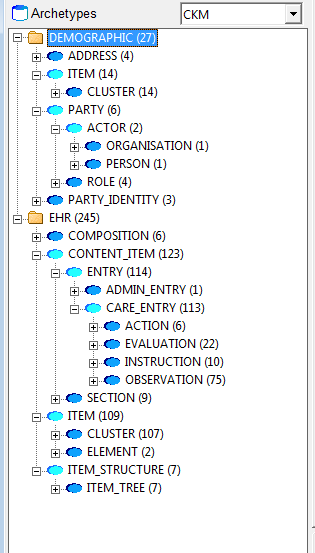 Archetypes CKM
DEMOGRAPHIC (27)
ADDRESS (4)
ITEM (14)
CLUSTER (14)
PARTY (6)
ACTOR (2)
ORGANISATION (1)
PERSON (1)
ROLE (4)
PARTY_IDENTITY (3)
EHR (245)
COMPOSITION (6)
CONTENT_ITEM (123)
ENTRY (114)
ADMIN_ENTRY (1)
CARE_ENTRY (113)
ACTION (6)
EVALUATION (22)
INSTRUCTION (10)
OBSERVATION (75)
SECTION (9)
ITEM (109)
CLUSTER (107)
ELEMENT (2)
ITEM_STRUCTURE (7)
ITEM_TREE (7)